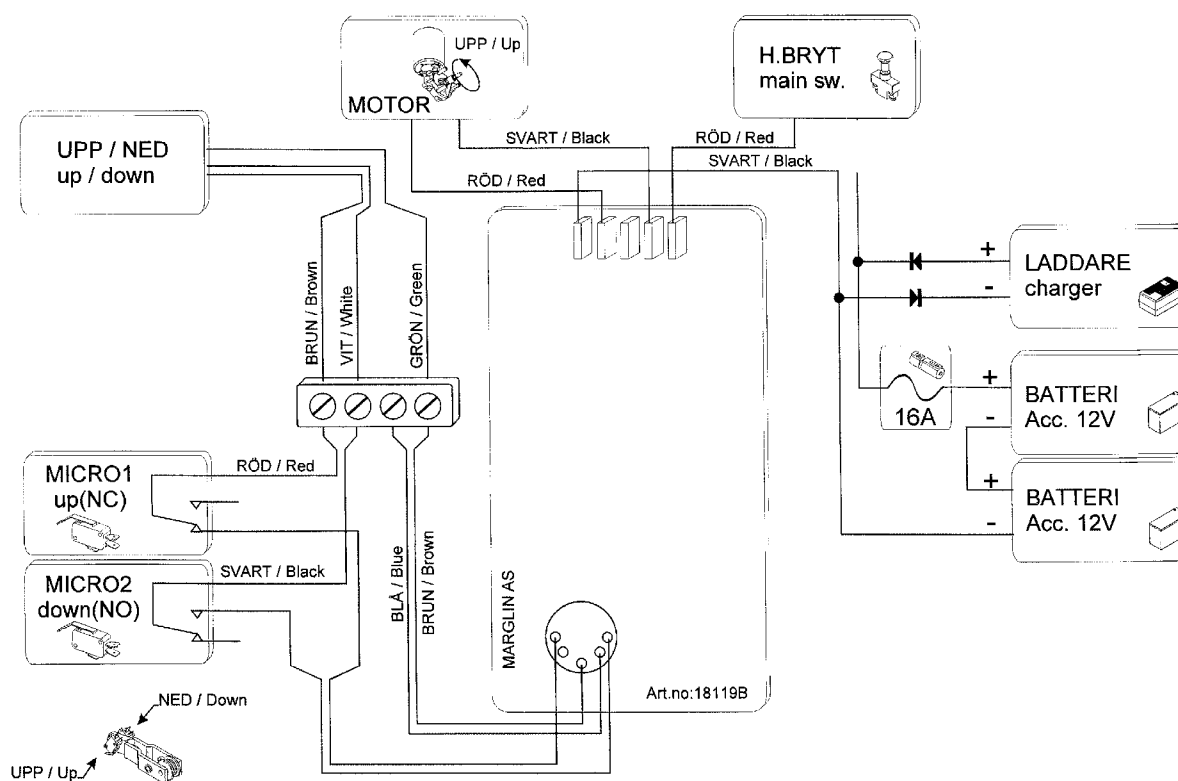 UPP / Up
MOTOR
H.BRYT
main sw.
UPP / NED
up / down
SVART / Black
RÖD / Red
SVART / Black
RÖD / Red
BRUN / Brown
VIT / White
GRÖN / Green
+
-
LADDARE
charger
16A
+
-
BATTERI
Acc. 12V
+
-
BATTERI
Acc. 12V
MICRO1
up(NC)
RÖD / Red
MICRO2
down(NO)
SVART / Black
BLÅ / Blue
BRUN / Brown
MARGLIN AS
Art.no:18119B
NED / Down
UPP / Up